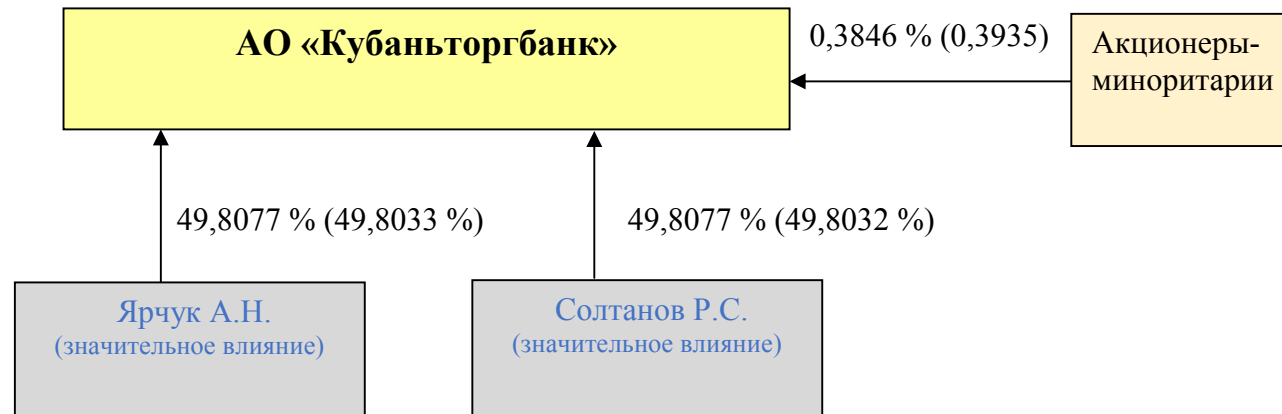 АО «Кубаньторгбанк»
0,3846 % (0,3935)
Акционеры-
миноритарии
49,8077 % (49,8033 %)
49,8077 % (49,8032 %)
Ярчук А.Н.
(значительное влияние)
Солтанов Р.С.
(значительное влияние)